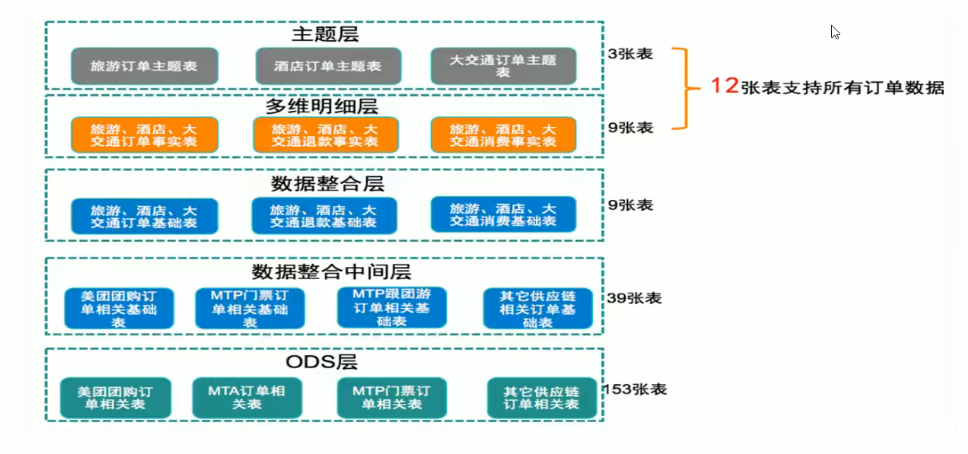 主题层
旅游订单主题表
酒店订单主题表
大交通订单主题
表
3张表
12张表支持所有订单数据
多维明细层
旅游、酒店、大
交通订单事实表
旅游、酒店、大
交通退款事实表
旅游、酒店、大
交通消费事实表
9张表
数据整合层
旅游、酒店、大
交通订单基础表
旅游、酒店、大
交通退款基础表
旅游、酒店、大
交通消费基础表
9张表
数据整合中间层
美团团购订
单相关基础
表
MTP门票订
单相关基础
表
MTP跟团游
订单相关基
础表
其它供应链
相关订单基
础表
39张表
ODS层
美团团购订
单相关表
MTA订单相
关表
MTP门票订
单相关表
其它供应链
订单相关表
153张表